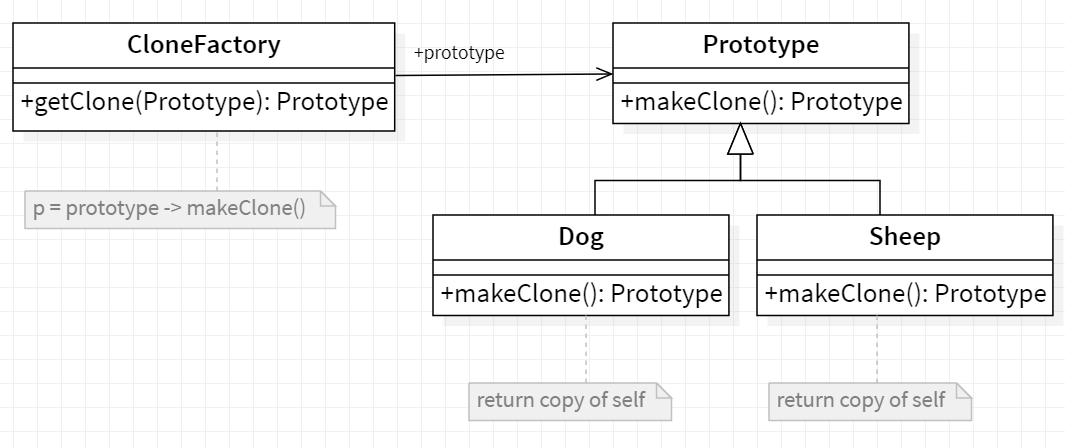 CloneFactory
+getClone(Prototype): Prototype
p = prototype -> makeClone()
+prototype
Prototype
+makeClone(): Prototype
Dog
+makeClone(): Prototype
return copy of self
Sheep
+makeClone(): Prototype
return copy of self